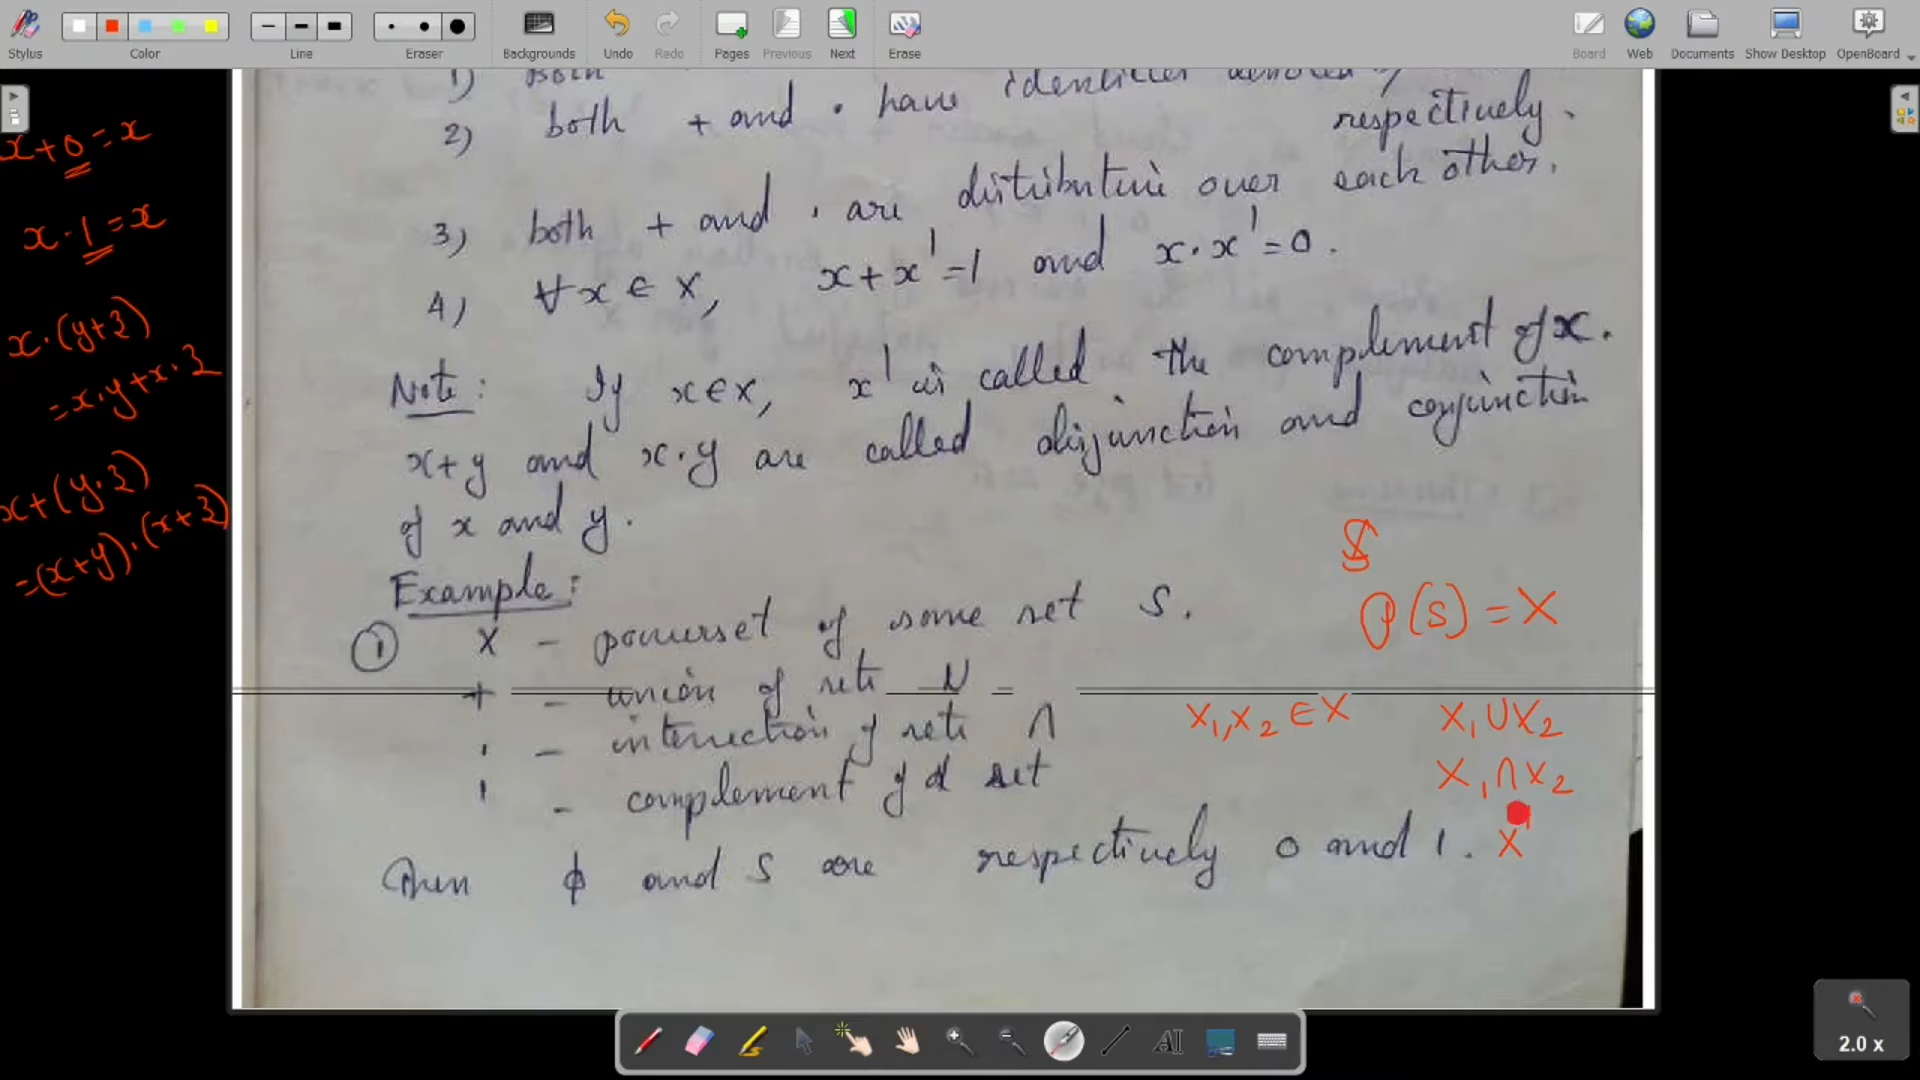 Stylus
Color
Line
Eraser
Backgrounds
Undo
Redo
Pages
Previous
Next
Erase
Board
Web
Documents
Show Desktop
OpenBoard
1) Both
2) both + and · have identities denoted by
respectively.
3) both + and · are distributive over each other.
4) ∀ x ∈ X, x + x' = 1 and x · x' = 0.
Note: If x ∈ X, x' is called the complement of x.
x+y and x·y are called disjunction and conjunction
of x and y.
Example:
① X - powerset of some set S.
+ - union of sets ∪
· - intersection of sets ∩
' - complement of a set
Then ϕ and S are respectively 0 and 1.
x+0=x
x·1=x
x·(y+z)
=x·y+x·z
x+(y·z)
=(x+y)·(x+z)
S
P(S) = X
X₁,X₂ ∈ X
X₁∪X₂
X₁∩X₂
X'
2.0 x